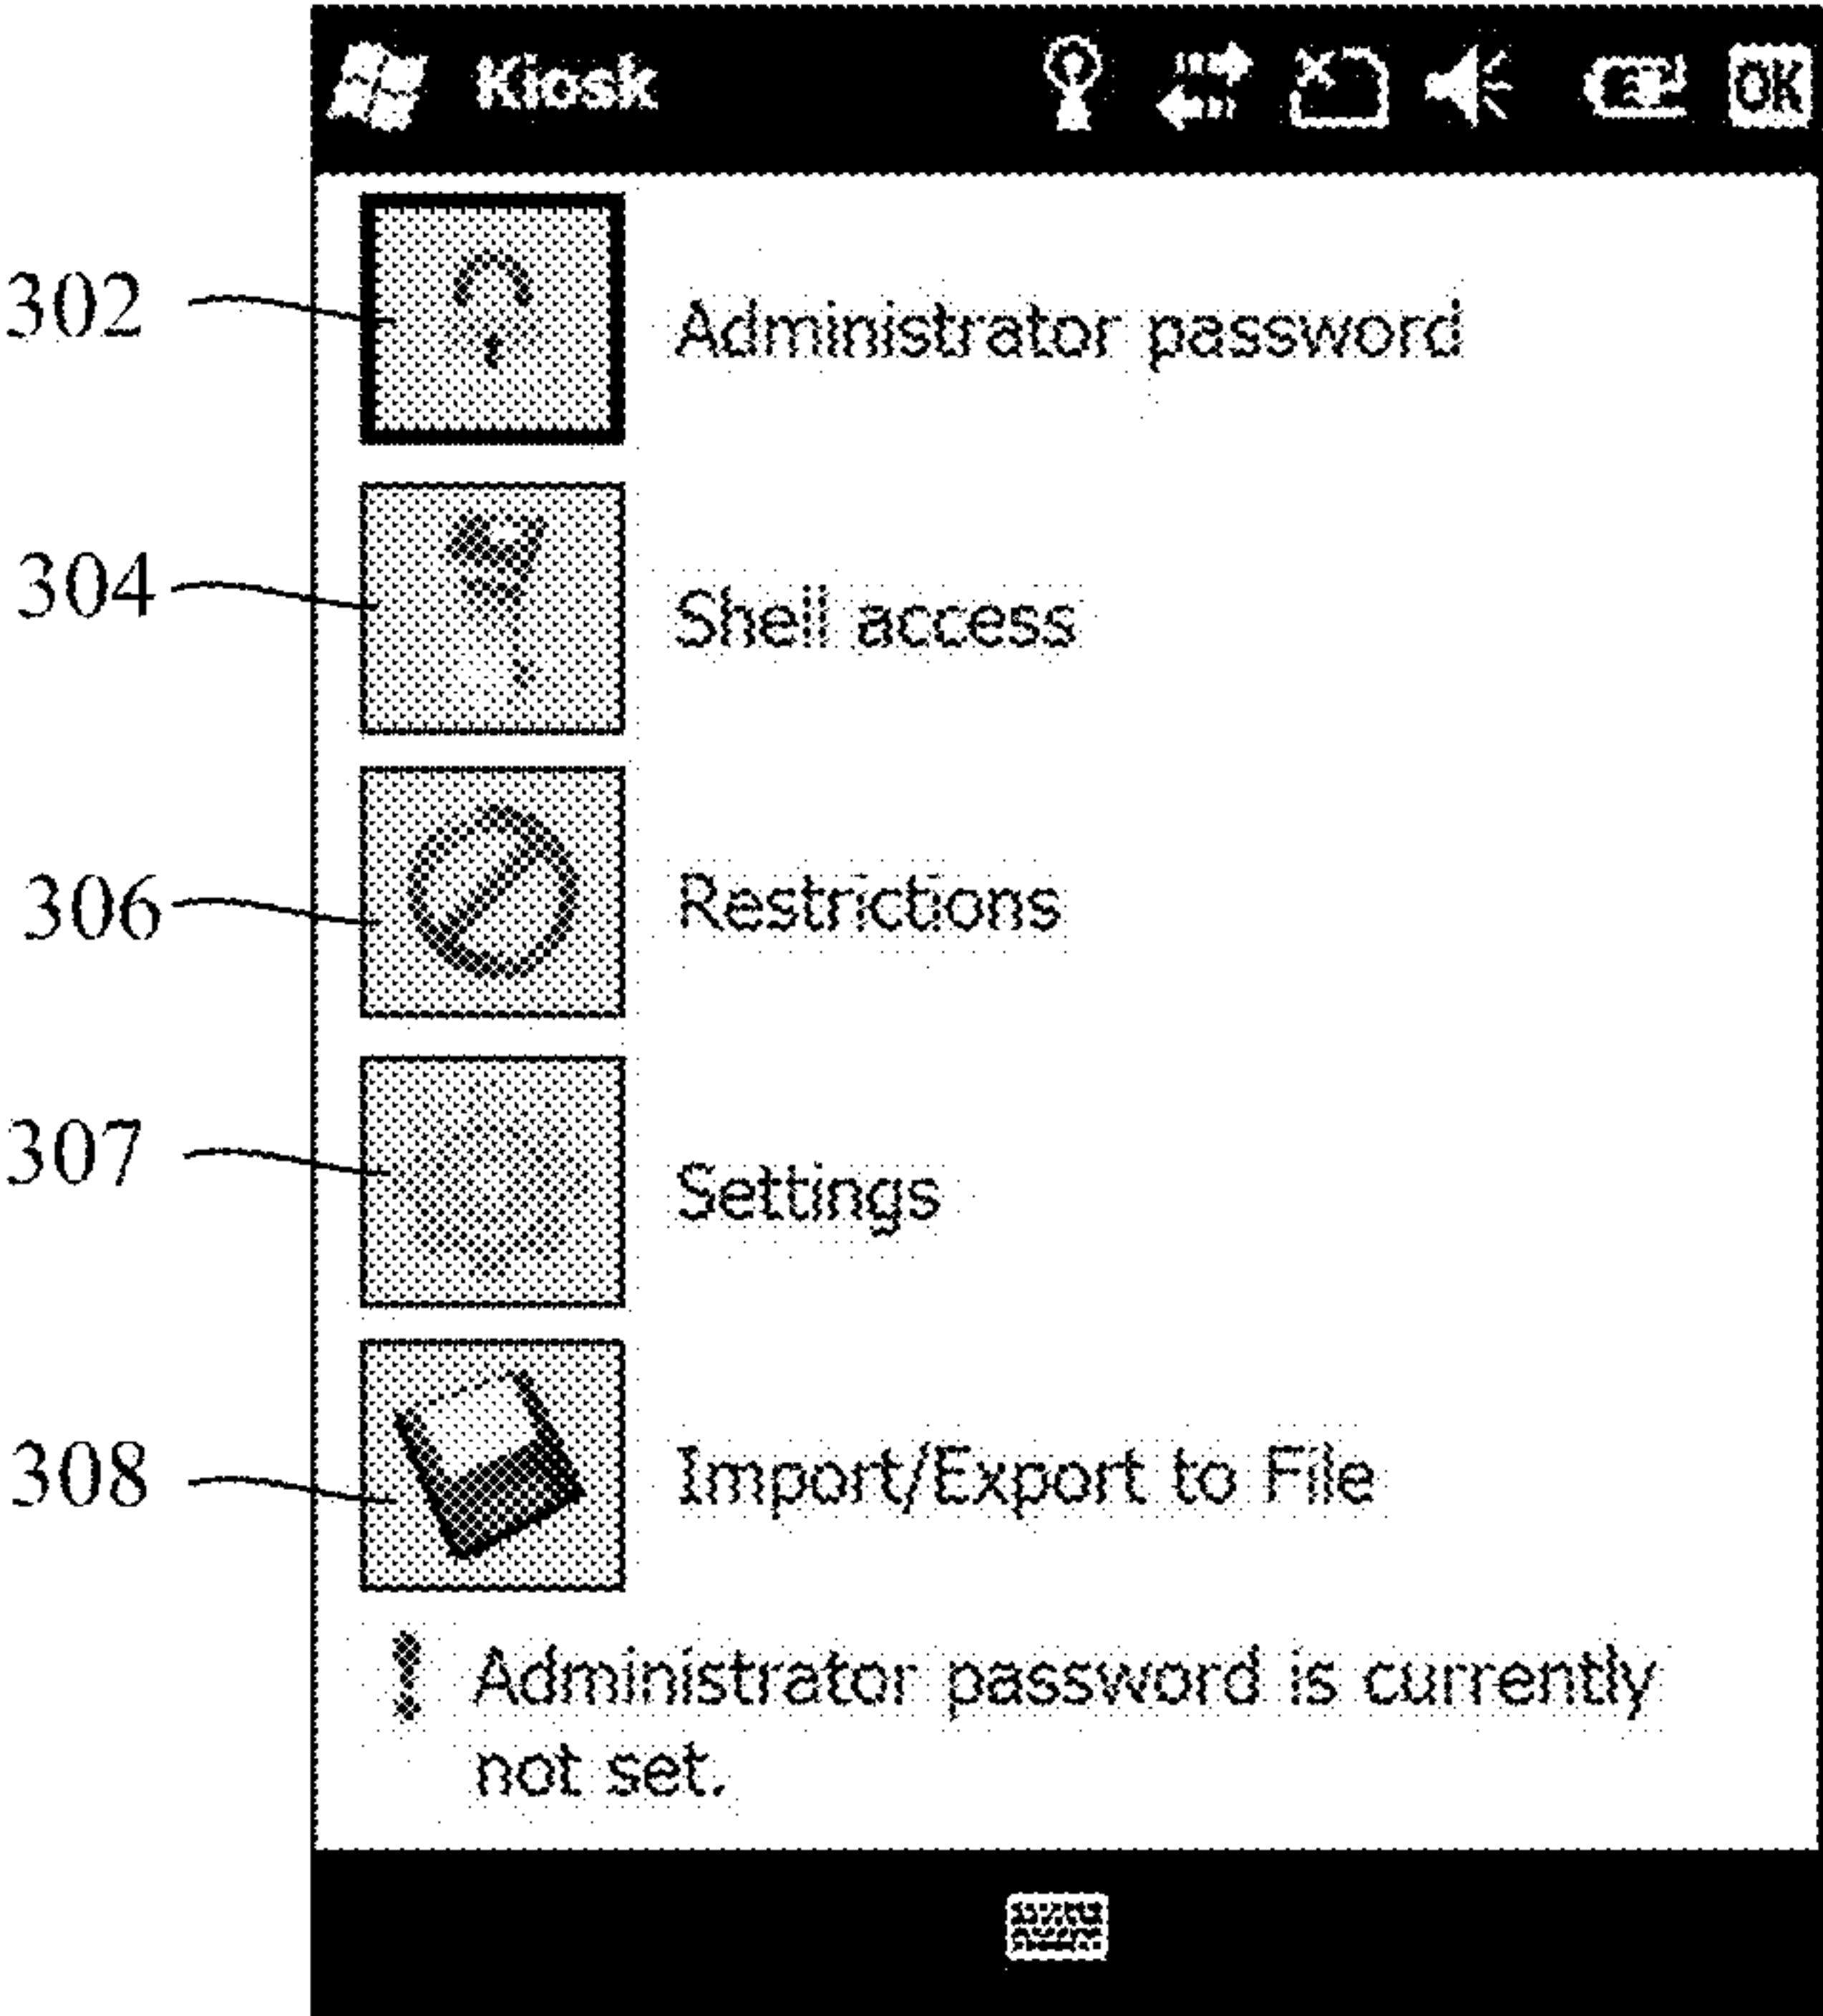 Kiosk OK
302 Administrator password
304 Shell access
306 Restrictions
307 Settings
308 Import/Export to File
! Administrator password is currently
not set.